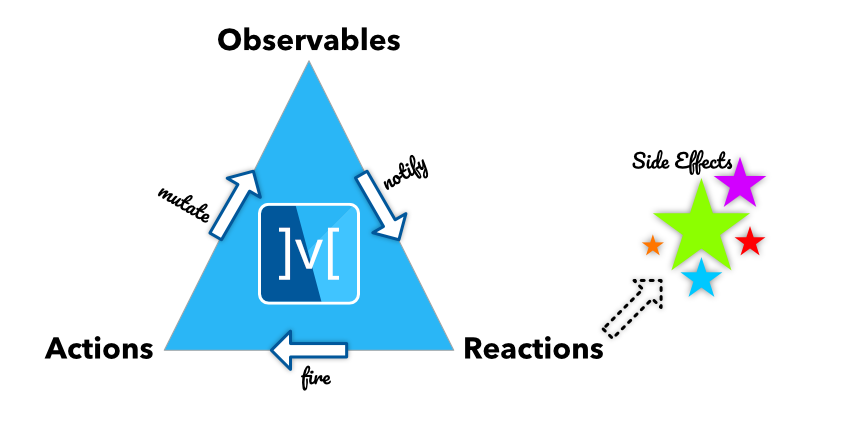 Observables
mutate
notify
Side Effects
]v[
Actions
fire
Reactions